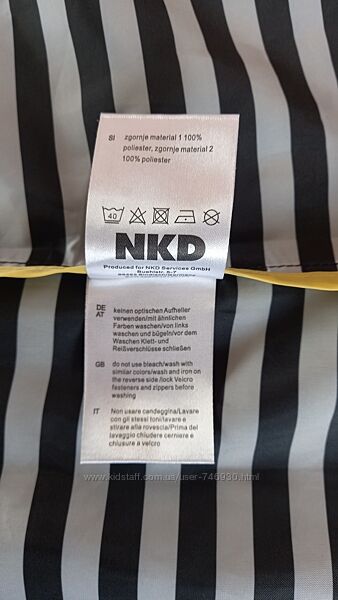 SI zgornje material 1 100%
poliester, zgornje material 2
100% poliester
40
NKD
Produced for NKD Services GmbH
Buehlstr. 5-7
DE keinen optischen Aufheller
AT verwenden/mit ähnlichen
Farben waschen/von links
waschen und bügeln/vor dem
Waschen Klett- und
Reißverschlüsse schließen
GB do not use bleach/wash with
similar colors/wash and iron on
the reverse side/lock Velcro
fasteners and zippers before
washing
IT Non usare candeggina/Lavare
con gli stessi toni/lavare e
stirare alla rovescia/Prima del
lavaggio chiudere cerniere e
chiusure a velcro
www.kidstaff.com.ua/user-746930.html